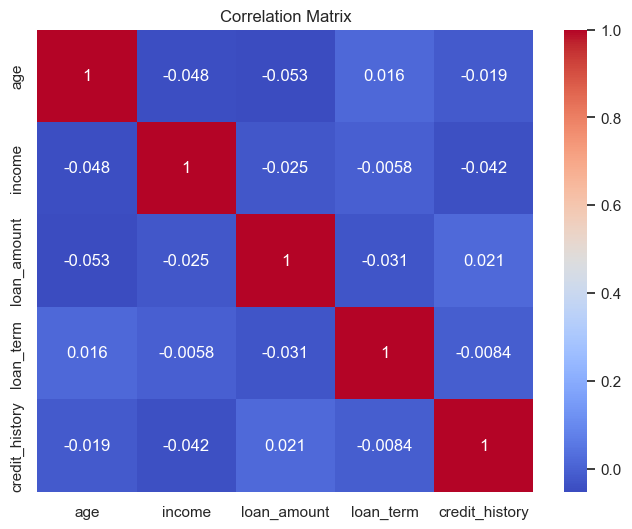 Correlation Matrix
age 1 -0.048 -0.053 0.016 -0.019
income -0.048 1 -0.025 -0.0058 -0.042
loan_amount -0.053 -0.025 1 -0.031 0.021
loan_term 0.016 -0.0058 -0.031 1 -0.0084
credit_history -0.019 -0.042 0.021 -0.0084 1
age income loan_amount loan_term credit_history
1.0
0.8
0.6
0.4
0.2
0.0